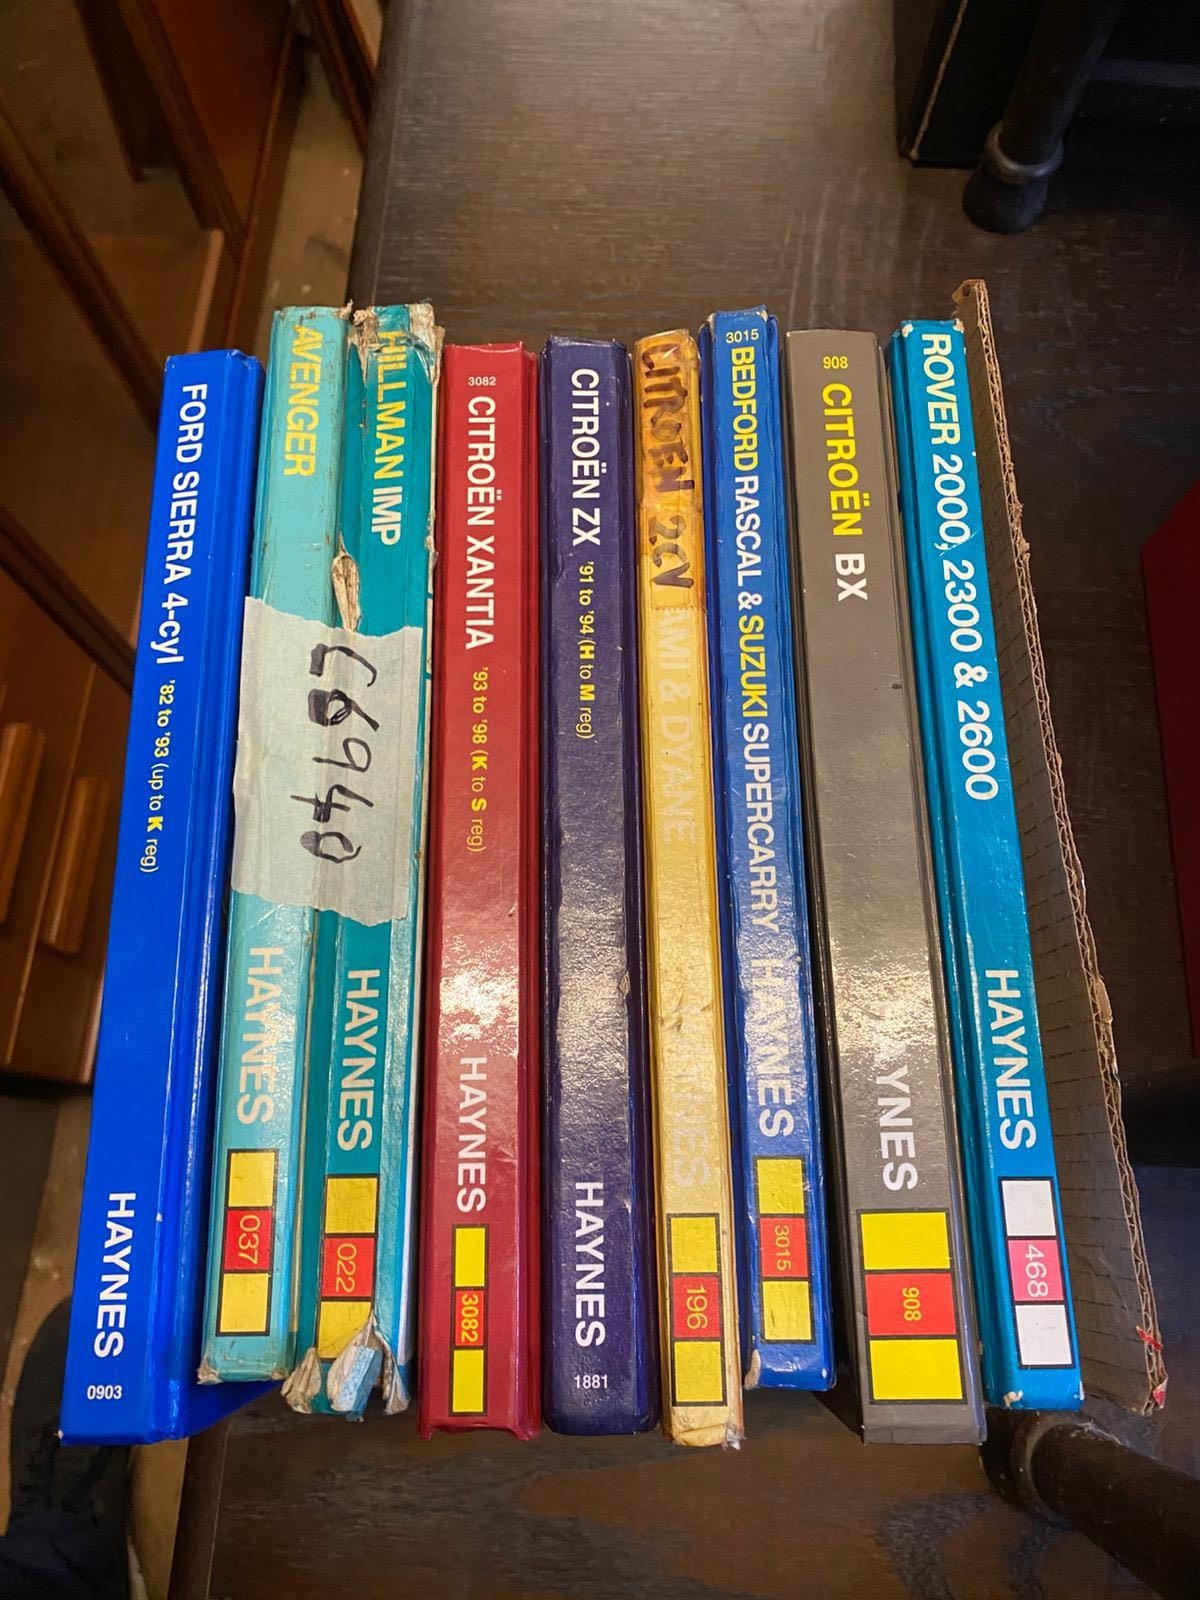 FORD SIERRA 4-cyl '82 to '93 (up to K reg) HAYNES 0903
AVENGER HAYNES 037
HILLMAN IMP HAYNES 022
C6940
3082 CITROËN XANTIA '93 to '98 (K to S reg) HAYNES 3082
CITROËN ZX '91 to '94 (H to M reg) HAYNES 1881
CITROEN 2CV AMI & DYANE HAYNES 196
3015 BEDFORD RASCAL & SUZUKI SUPERCARRY HAYNES 3015
908 CITROËN BX YNES 908
ROVER 2000, 2300 & 2600 HAYNES 468